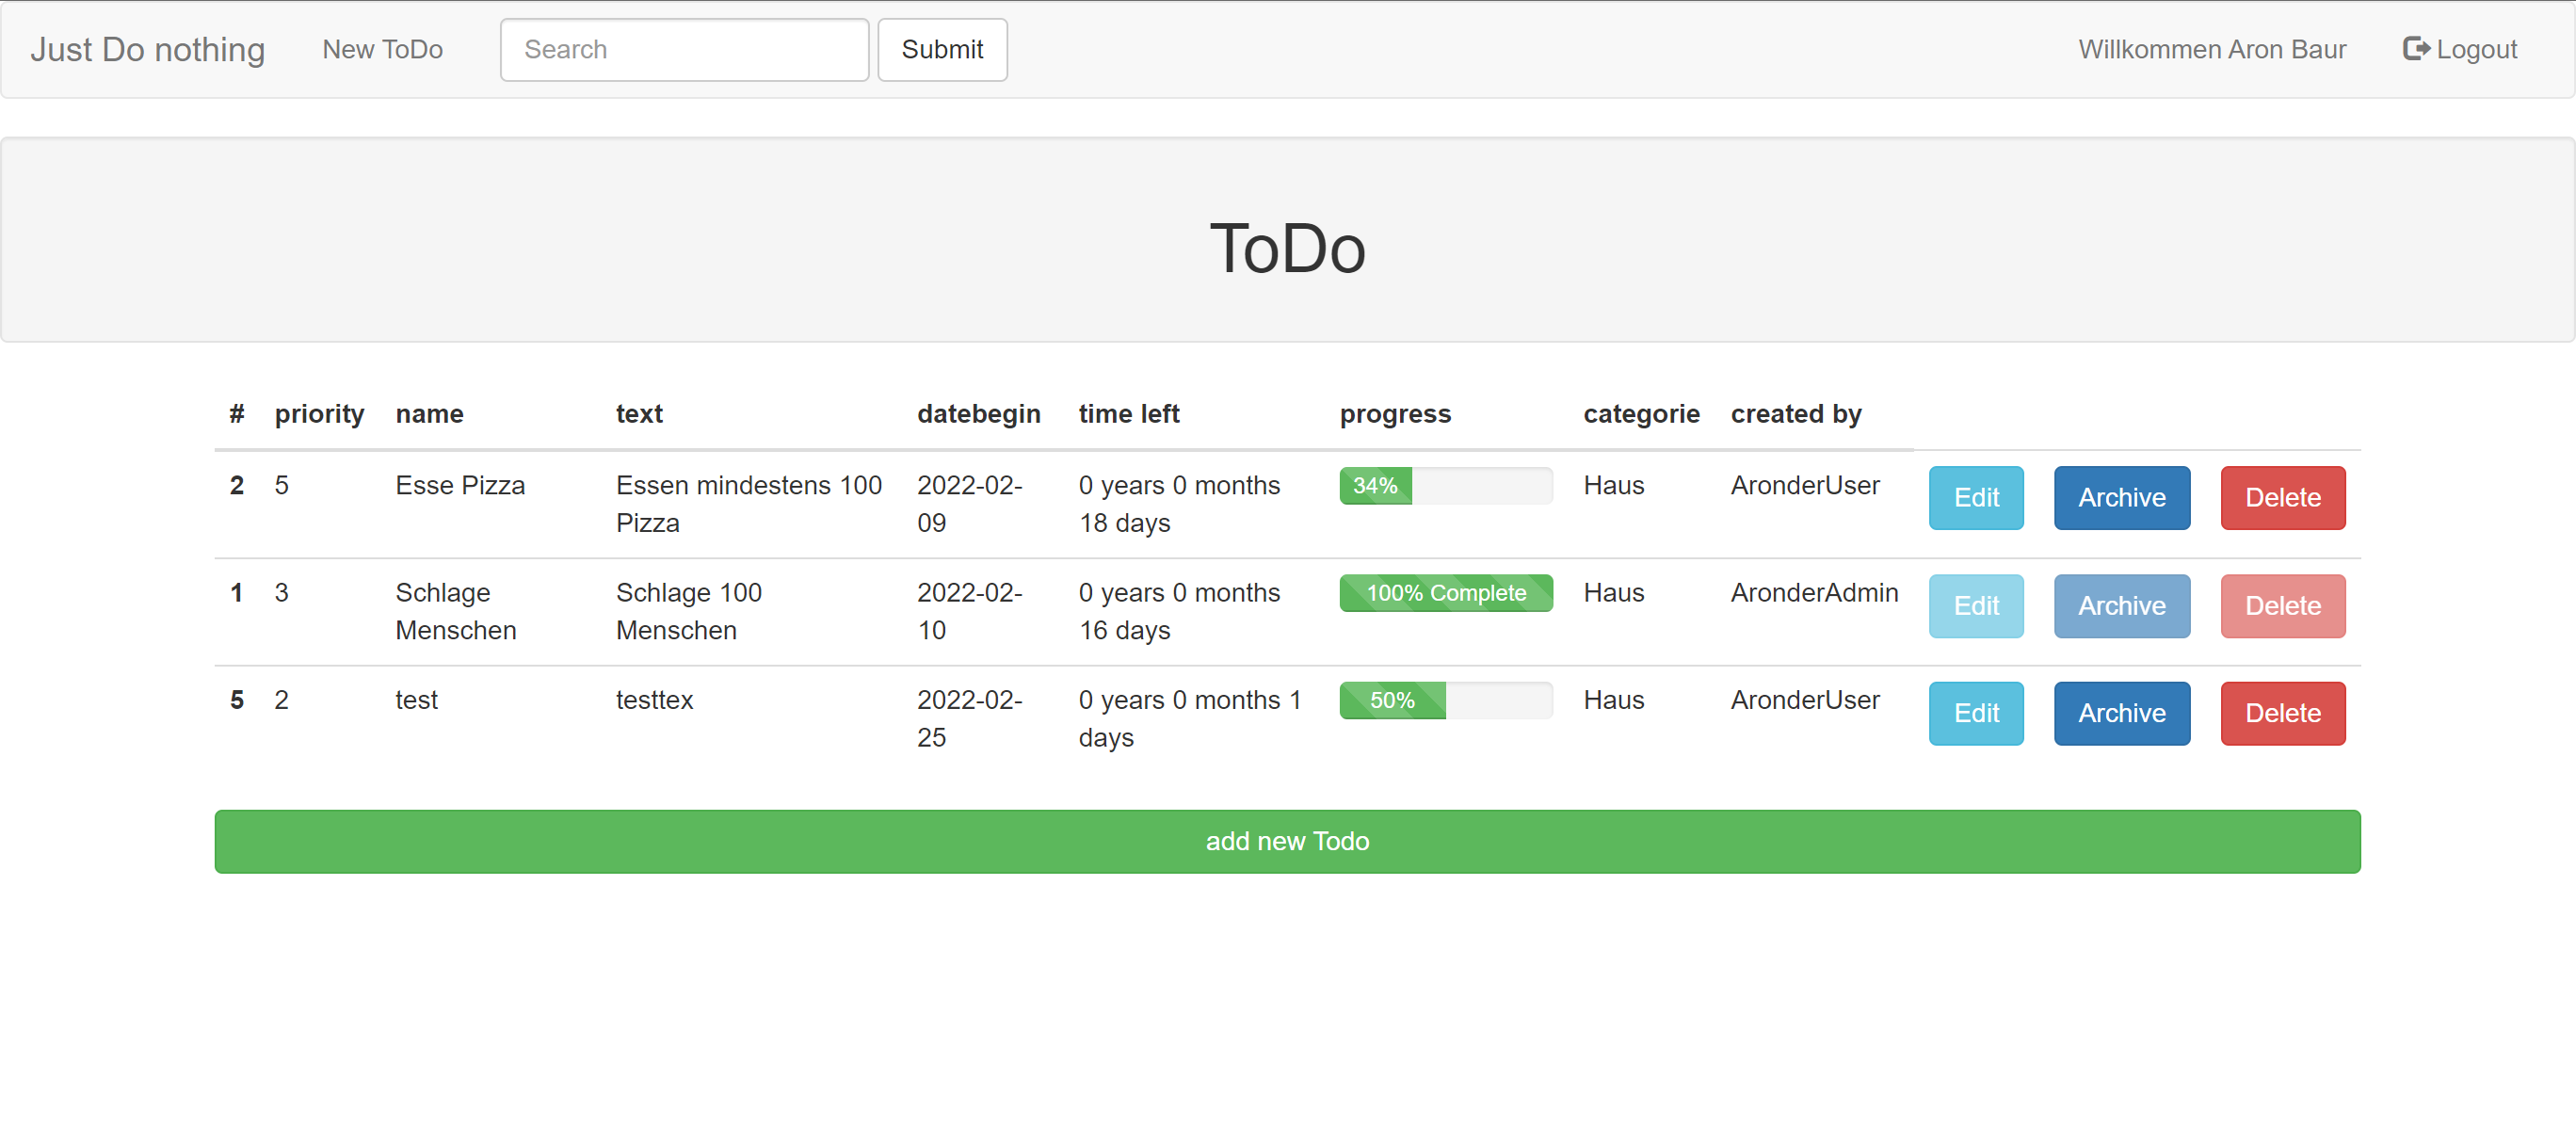 Just Do nothing New ToDo Search Submit Willkommen Aron Baur Logout
ToDo
# priority name text datebegin time left progress categorie created by
2 5 Esse Pizza Essen mindestens 100 2022-02- 0 years 0 months 34% Haus AronderUser Edit Archive Delete
Pizza 09 18 days
1 3 Schlage Schlage 100 2022-02- 0 years 0 months 100% Complete Haus AronderAdmin Edit Archive Delete
Menschen Menschen 10 16 days
5 2 test testtex 2022-02- 0 years 0 months 1 50% Haus AronderUser Edit Archive Delete
25 days
add new Todo